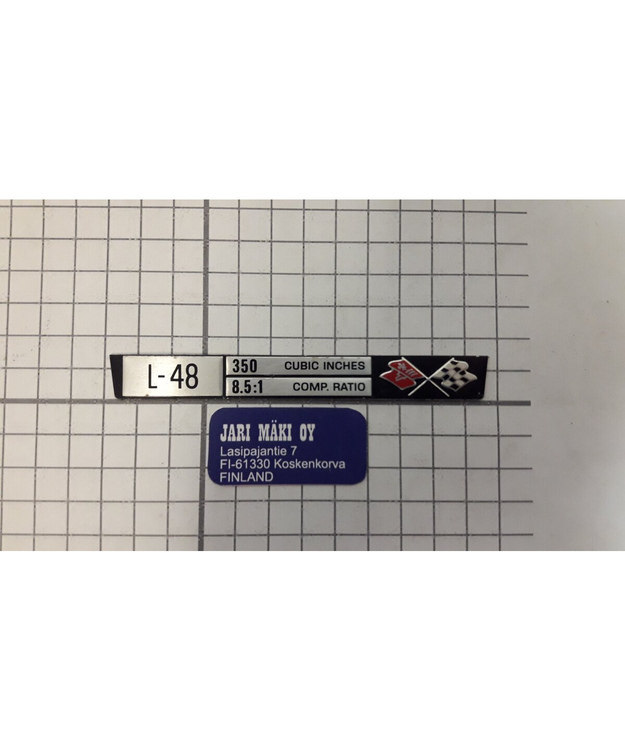 L-48
350 CUBIC INCHES
8.5:1 COMP. RATIO
JARI MÄKI OY
Lasipajantie 7
FI-61330 Koskenkorva
FINLAND